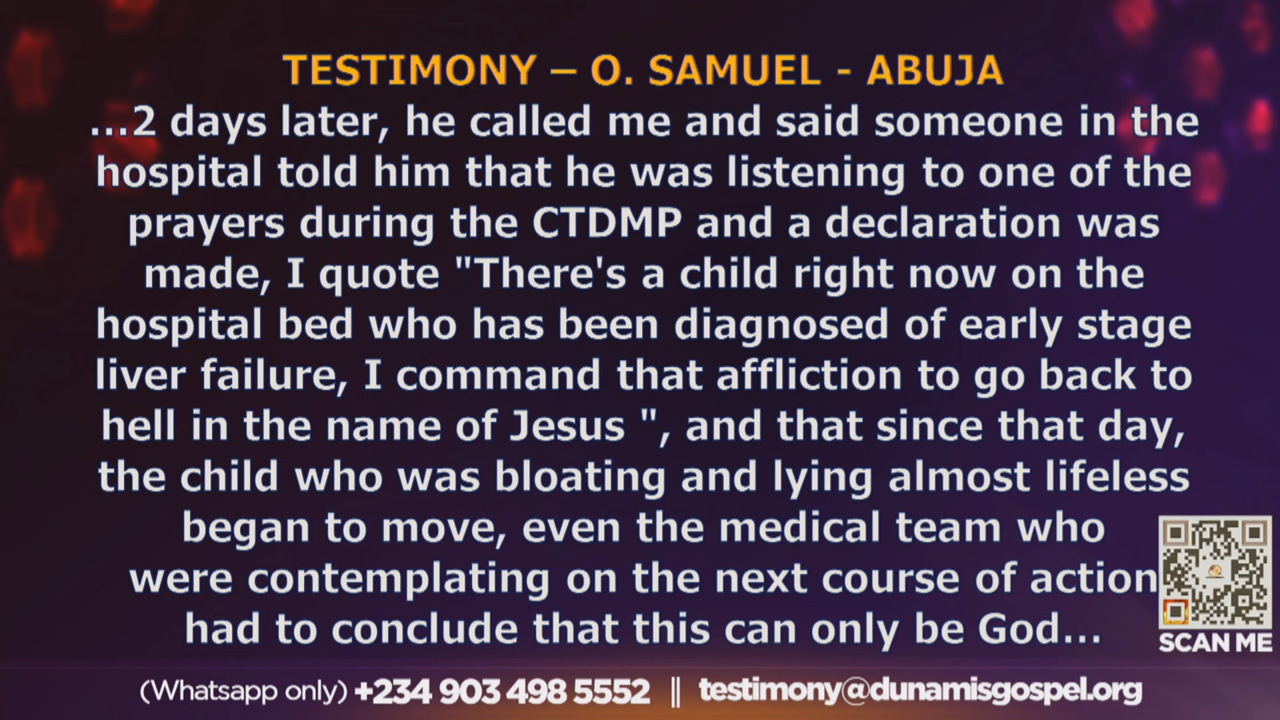 TESTIMONY – O. SAMUEL - ABUJA
...2 days later, he called me and said someone in the
hospital told him that he was listening to one of the
prayers during the CTDMP and a declaration was
made, I quote "There's a child right now on the
hospital bed who has been diagnosed of early stage
liver failure, I command that affliction to go back to
hell in the name of Jesus ", and that since that day,
the child who was bloating and lying almost lifeless
began to move, even the medical team who
were contemplating on the next course of action
had to conclude that this can only be God...
SCAN ME
(Whatsapp only) +234 903 498 5552 || testimony@dunamisgospel.org